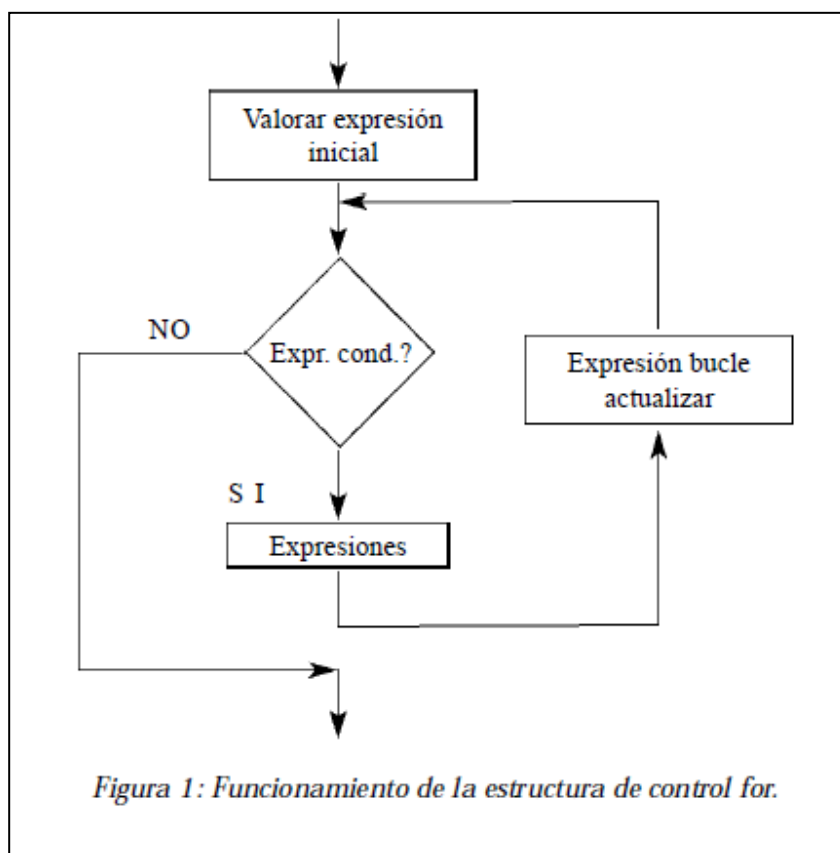 Valorar expresión
inicial
NO
Expr. cond.?
Expresión bucle
actualizar
S I
Expresiones
Figura 1: Funcionamiento de la estructura de control for.